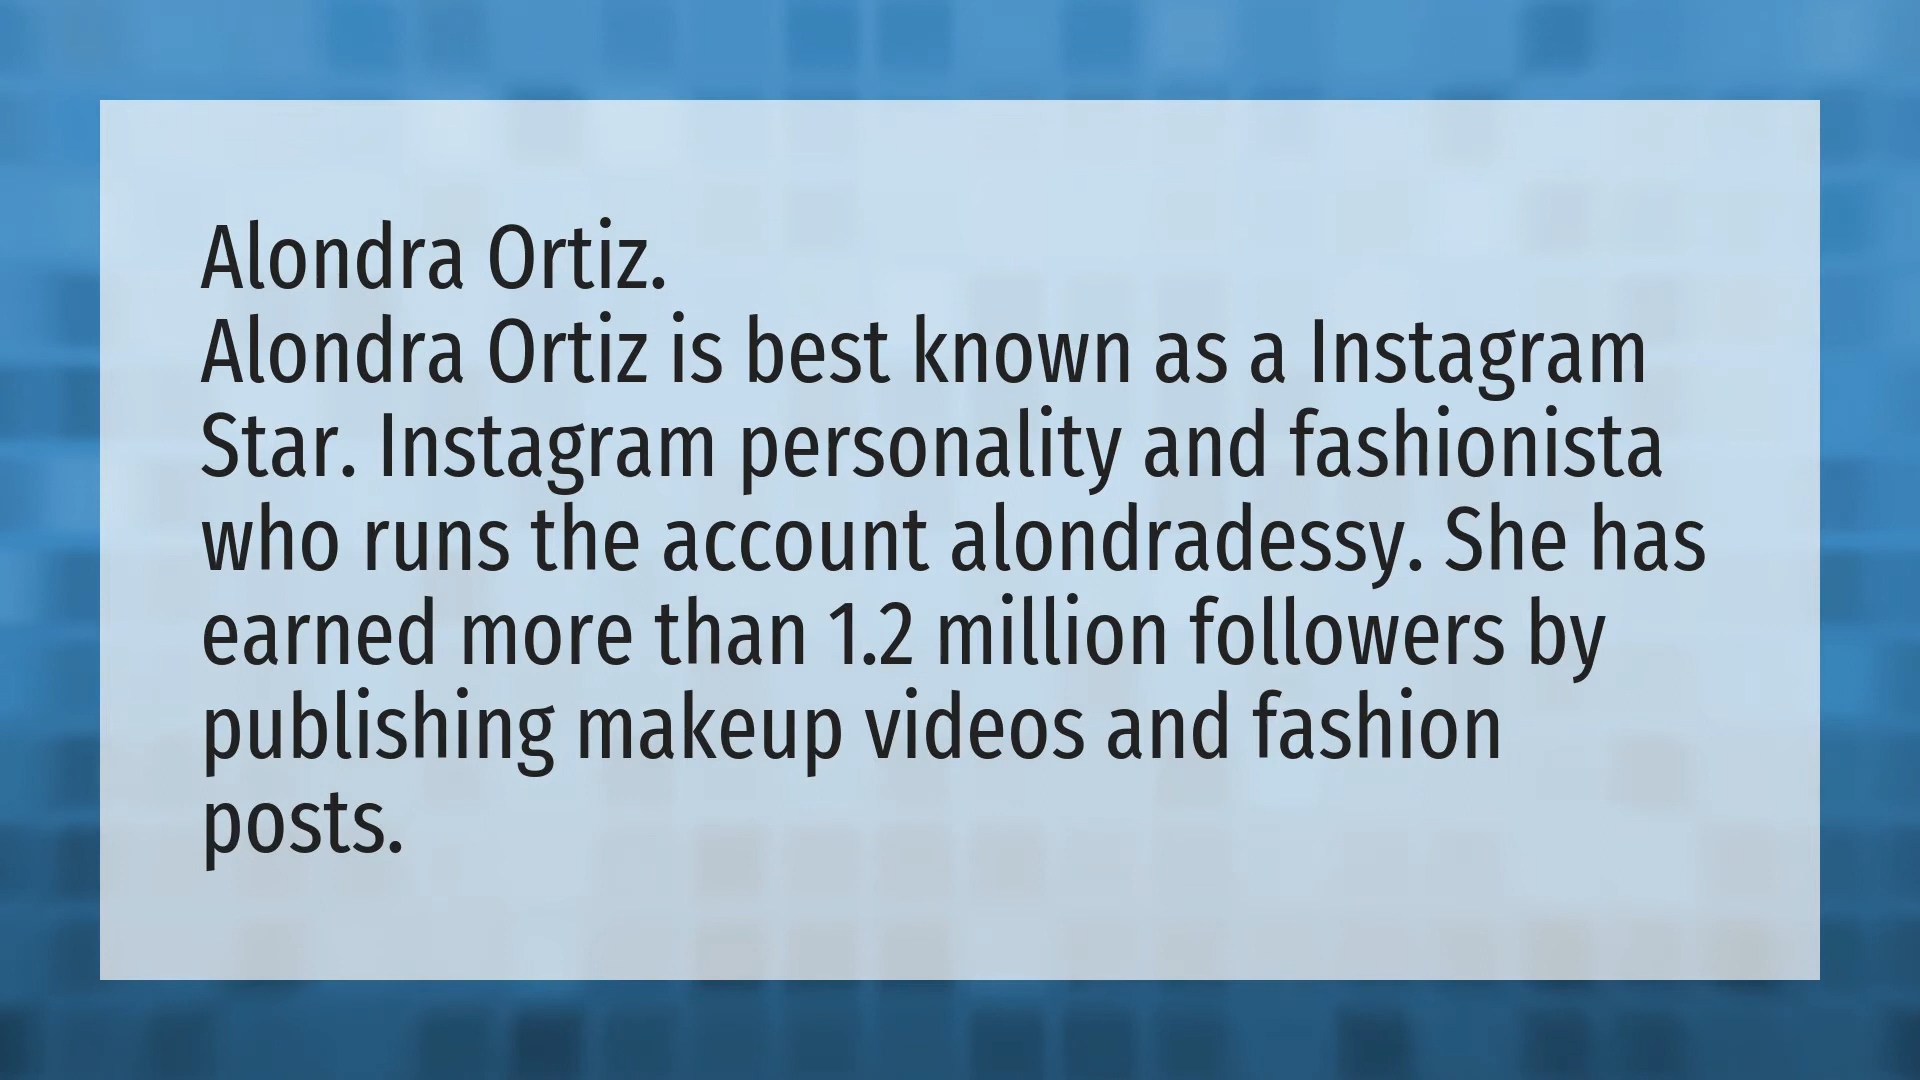 Alondra Ortiz.
Alondra Ortiz is best known as a Instagram
Star. Instagram personality and fashionista
who runs the account alondradessy. She has
earned more than 1.2 million followers by
publishing makeup videos and fashion
posts.